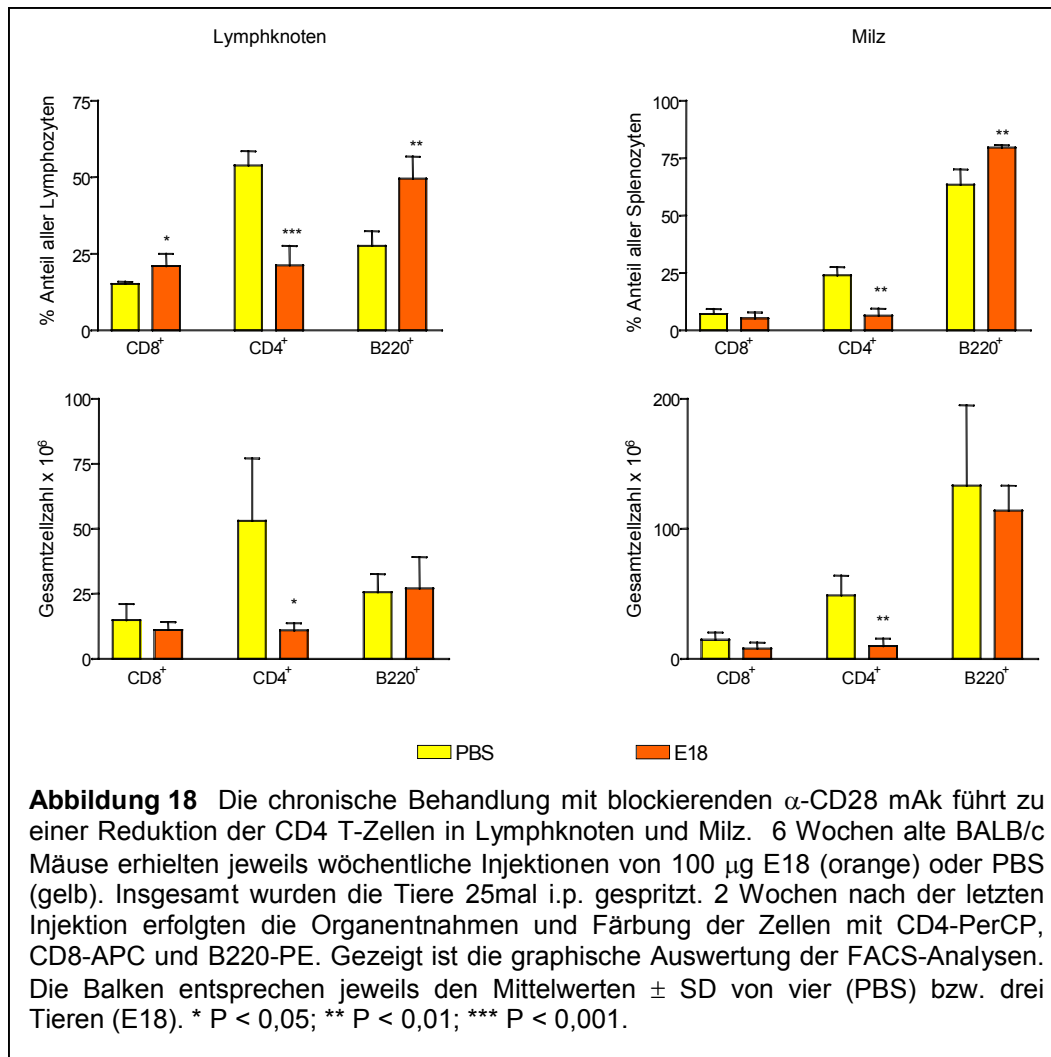 Lymphknoten
Milz
% Anteil aller Lymphozyten
75
50
25
0
*
***
**
CD8+
CD4+
B220+
% Anteil aller Splenozyten
100
75
50
25
0
**
**
CD8+
CD4+
B220+
Gesamtzellzahl x 10⁶
100
75
50
25
0
*
CD8+
CD4+
B220+
Gesamtzellzahl x 10⁶
200
100
0
**
CD8+
CD4+
B220+
PBS
E18
Abbildung 18 Die chronische Behandlung mit blockierenden α-CD28 mAk führt zu
einer Reduktion der CD4 T-Zellen in Lymphknoten und Milz. 6 Wochen alte BALB/c
Mäuse erhielten jeweils wöchentliche Injektionen von 100 μg E18 (orange) oder PBS
(gelb). Insgesamt wurden die Tiere 25mal i.p. gespritzt. 2 Wochen nach der letzten
Injektion erfolgten die Organentnahmen und Färbung der Zellen mit CD4-PerCP,
CD8-APC und B220-PE. Gezeigt ist die graphische Auswertung der FACS-Analysen.
Die Balken entsprechen jeweils den Mittelwerten ± SD von vier (PBS) bzw. drei
Tieren (E18). * P < 0,05; ** P < 0,01; *** P < 0,001.